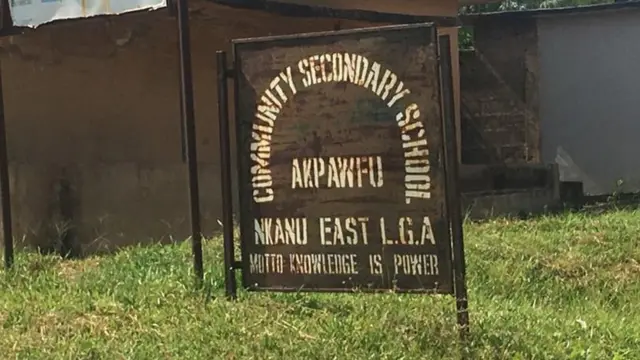 COMMUNITY SECONDARY SCHOOL
AKPAWFU
NKANU EAST L.G.A
MOTTO KNOWLEDGE IS POWER